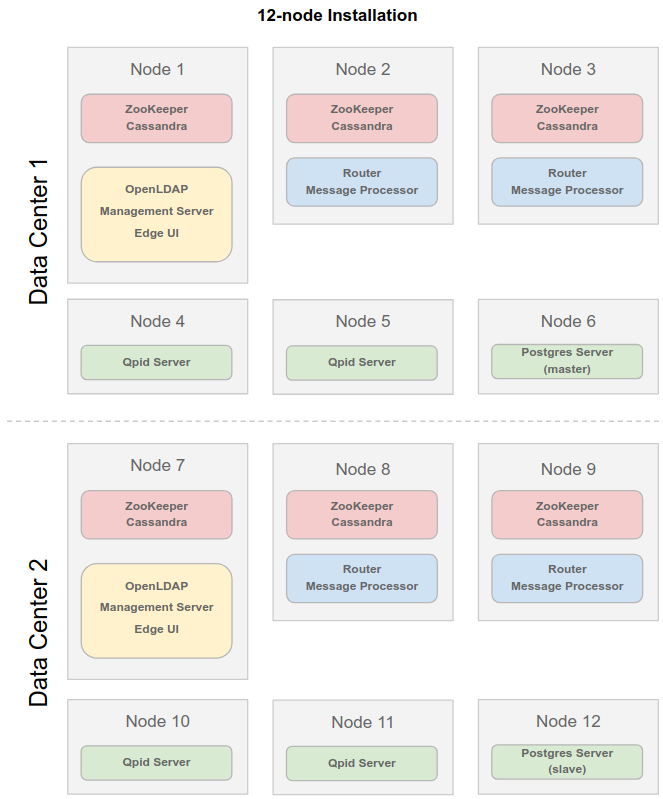 12-node Installation
Data Center 1
Node 1
ZooKeeper
Cassandra
OpenLDAP
Management Server
Edge UI
Node 2
ZooKeeper
Cassandra
Router
Message Processor
Node 3
ZooKeeper
Cassandra
Router
Message Processor
Node 4
Qpid Server
Node 5
Qpid Server
Node 6
Postgres Server
(master)
Data Center 2
Node 7
ZooKeeper
Cassandra
OpenLDAP
Management Server
Edge UI
Node 8
ZooKeeper
Cassandra
Router
Message Processor
Node 9
ZooKeeper
Cassandra
Router
Message Processor
Node 10
Qpid Server
Node 11
Qpid Server
Node 12
Postgres Server
(slave)